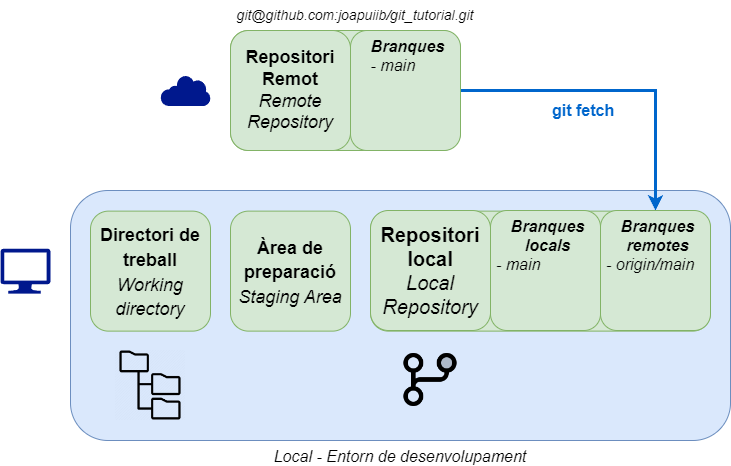 git@github.com:joapuiib/git_tutorial.git
Repositori
Remot
Remote
Repository
Branques
- main
git fetch
Directori de
treball
Working
directory
Àrea de
preparació
Staging Area
Repositori
local
Local
Repository
Branques
locals
- main
Branques
remotes
- origin/main
Local - Entorn de desenvolupament